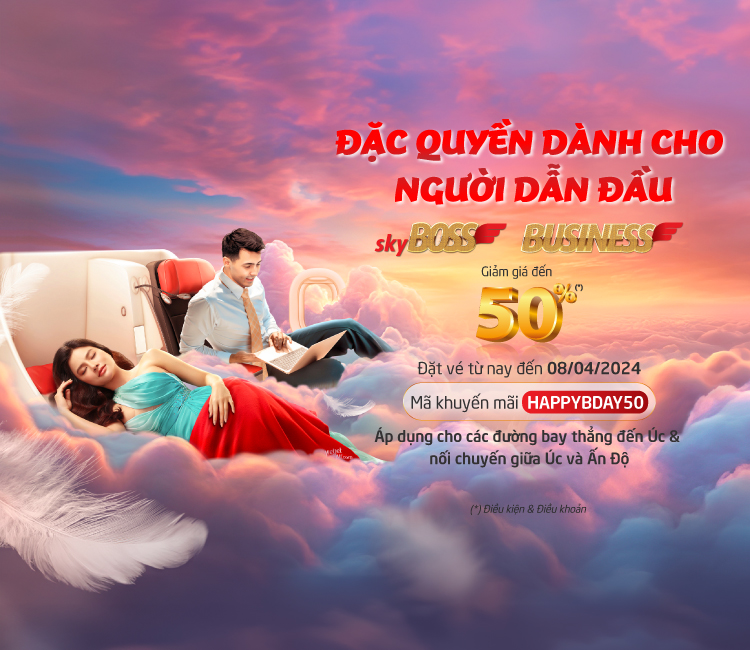 ĐẶC QUYỀN DÀNH CHO
NGƯỜI DẪN ĐẦU
skyBOSS BUSINESS
Giảm giá đến
50%(*)
Đặt vé từ nay đến 08/04/2024
Mã khuyến mãi HAPPYBDAY50
Áp dụng cho các đường bay thẳng đến Úc &
nối chuyến giữa Úc và Ấn Độ
(*) Điều kiện & Điều khoản